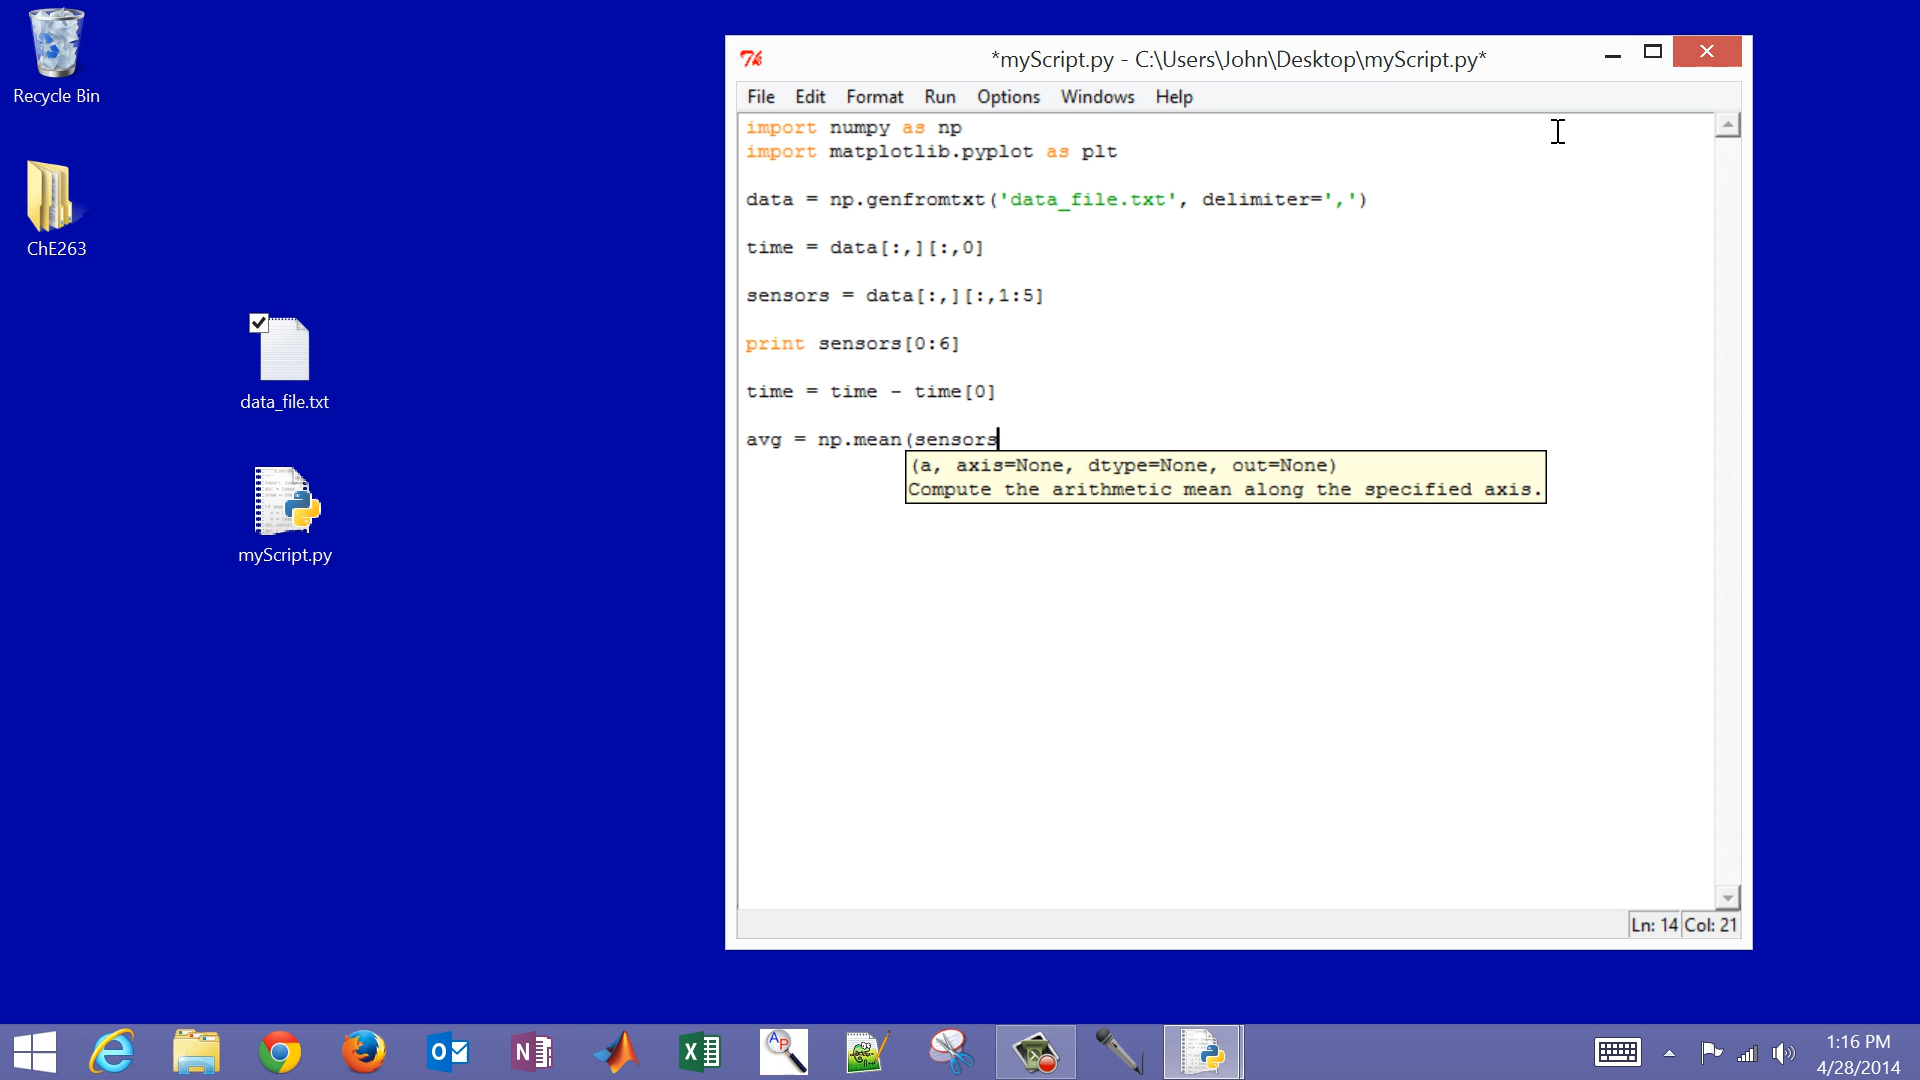 Recycle Bin
ChE263
data_file.txt
myScript.py
*myScript.py - C:\Users\John\Desktop\myScript.py*
File Edit Format Run Options Windows Help
import numpy as np
import matplotlib.pyplot as plt
data = np.genfromtxt('data_file.txt', delimiter=',')
time = data[:,][:,0]
sensors = data[:,][:,1:5]
print sensors[0:6]
time = time - time[0]
avg = np.mean(sensors
(a, axis=None, dtype=None, out=None)
Compute the arithmetic mean along the specified axis.
Ln: 14 Col: 21
1:16 PM
4/28/2014